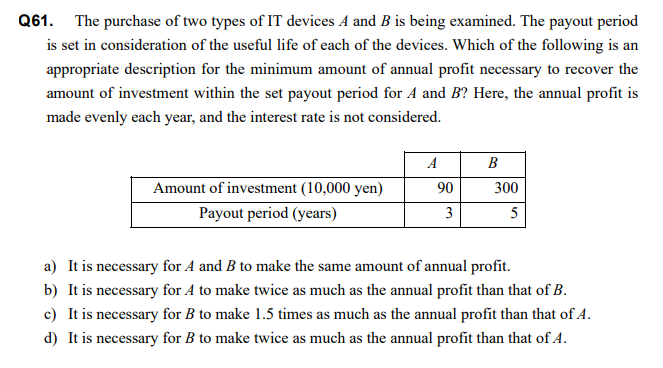 Q61. The purchase of two types of IT devices A and B is being examined. The payout period
is set in consideration of the useful life of each of the devices. Which of the following is an
appropriate description for the minimum amount of annual profit necessary to recover the
amount of investment within the set payout period for A and B? Here, the annual profit is
made evenly each year, and the interest rate is not considered.
A B
Amount of investment (10,000 yen) 90 300
Payout period (years) 3 5
a) It is necessary for A and B to make the same amount of annual profit.
b) It is necessary for A to make twice as much as the annual profit than that of B.
c) It is necessary for B to make 1.5 times as much as the annual profit than that of A.
d) It is necessary for B to make twice as much as the annual profit than that of A.